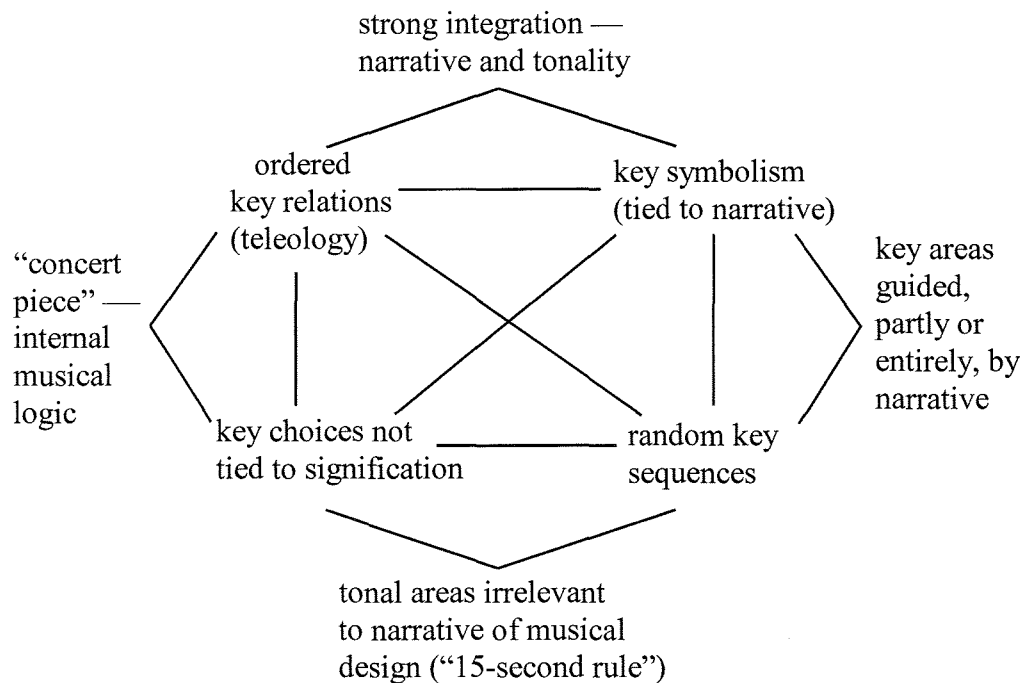 strong integration —
narrative and tonality
ordered
key relations
(teleology)
key symbolism
(tied to narrative)
“concert
piece” —
internal
musical
logic
key areas
guided,
partly or
entirely, by
narrative
key choices not
tied to signification
random key
sequences
tonal areas irrelevant
to narrative of musical
design (“15-second rule”)